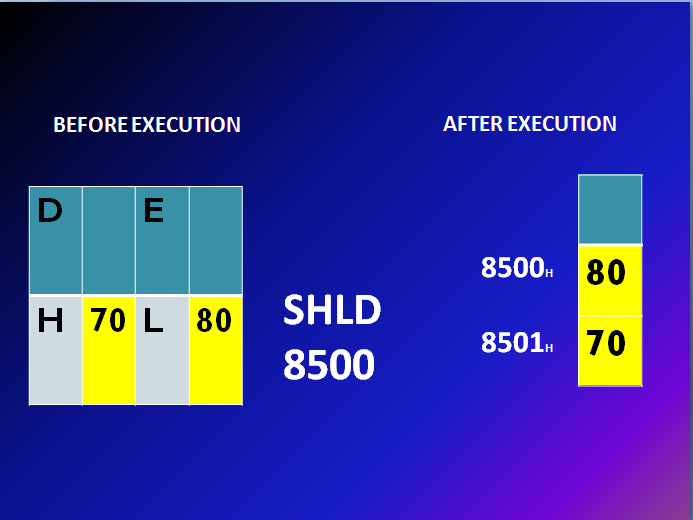 BEFORE EXECUTION
AFTER EXECUTION
D E
H 70 L 80
SHLD
8500
8500H
80
8501H
70